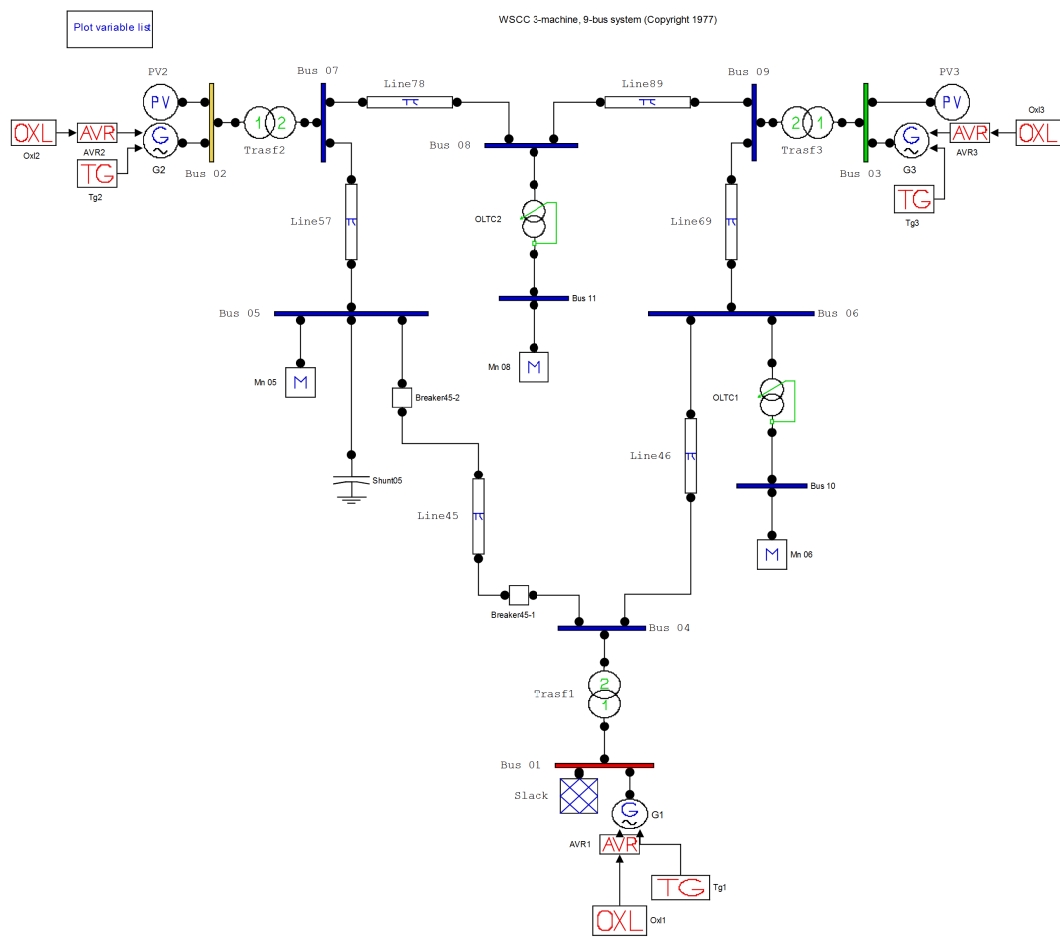 WSCC 3-machine, 9-bus system (Copyright 1977)
Plot variable list
PV2
PV
OXL
Oxl2
AVR
AVR2
G
G2
TG
Tg2
Bus 02
1 2
Trasf2
Bus 07
Line78
Bus 08
Line89
Bus 09
2 1
Trasf3
Bus 03
PV3
PV
G
G3
AVR
AVR3
Oxl3
OXL
TG
Tg3
Line57
OLTC2
Line69
Bus 05
Bus 11
Bus 06
Mn 05
M
Mn 08
M
Breaker45-2
OLTC1
Shunt05
Line45
Line46
Bus 10
M
Mn 06
Breaker45-1
Bus 04
Trasf1
2
1
Bus 01
Slack
G
G1
AVR1
AVR
TG
Tg1
OXL
Oxl1